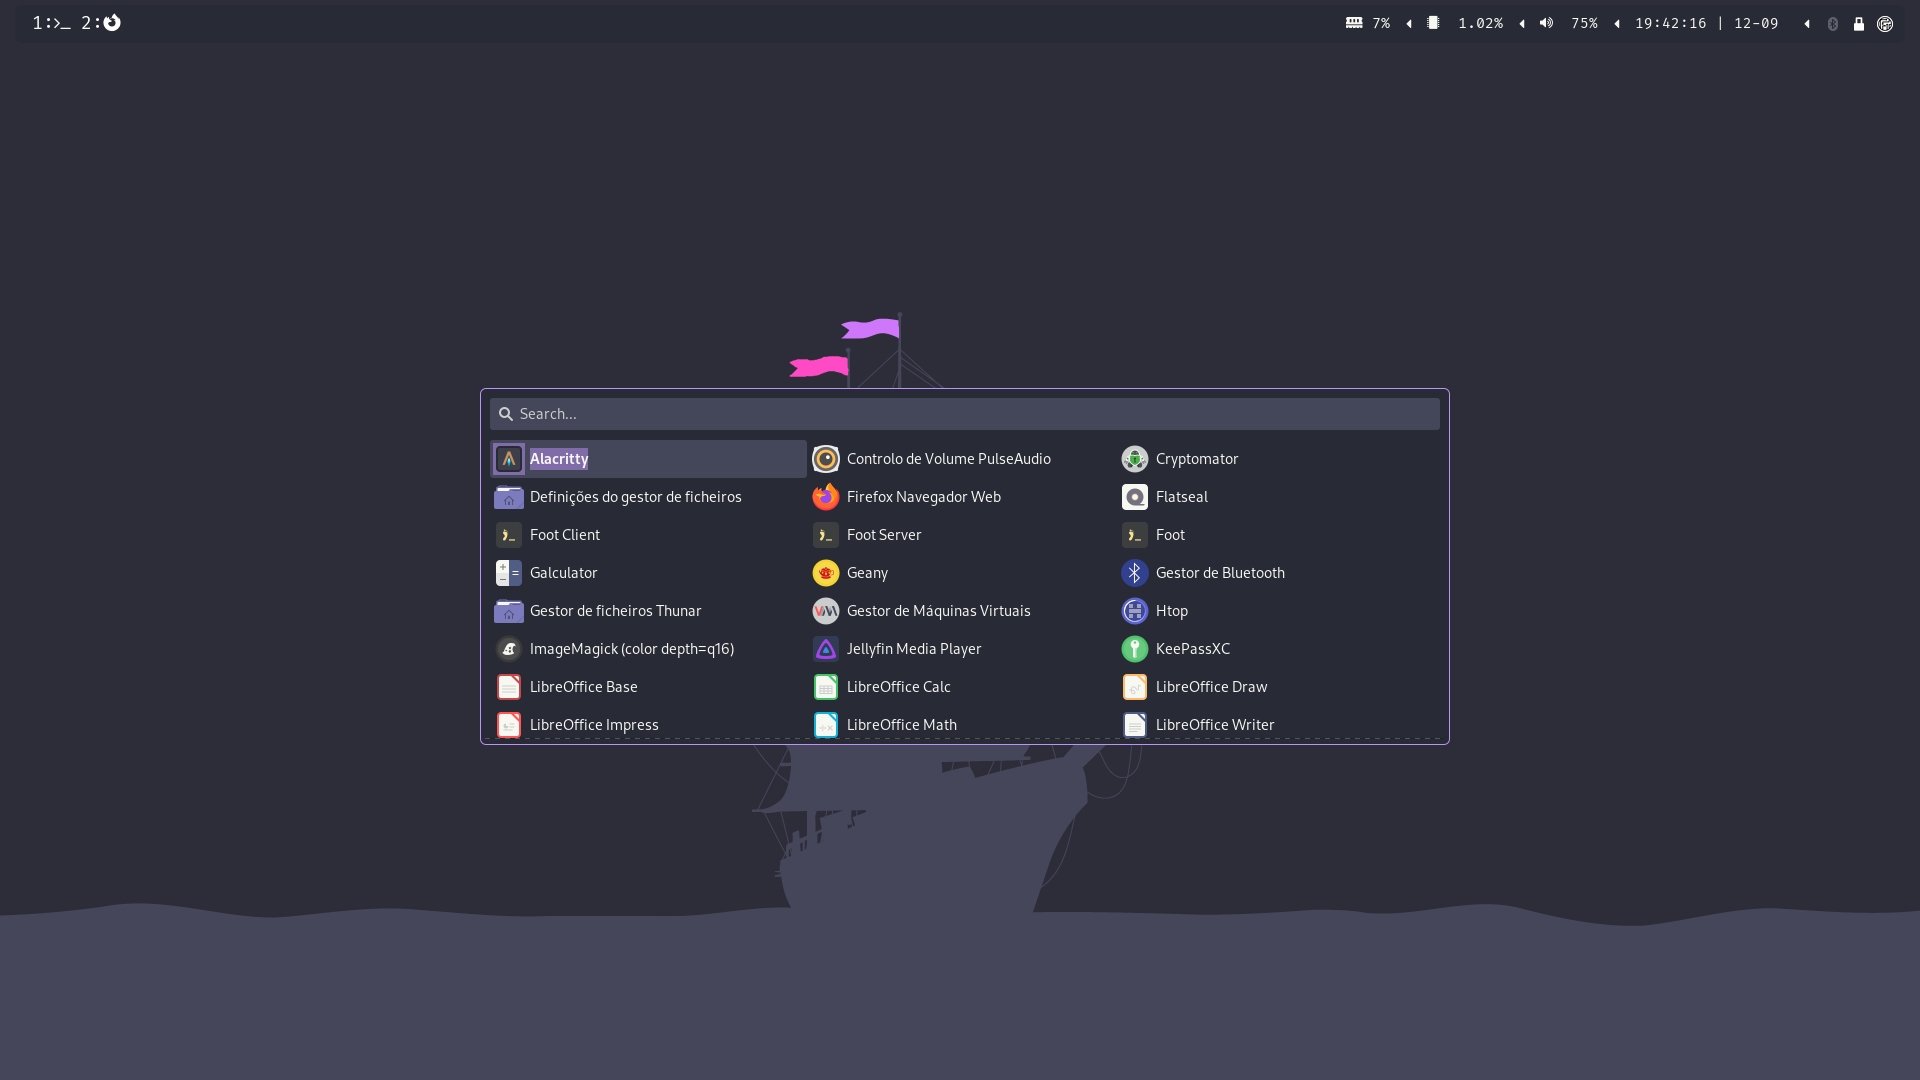 1:>_ 2: 7% 1.02% 75% 19:42:16 | 12-09
Search...
Alacritty Controlo de Volume PulseAudio Cryptomator
Definições do gestor de ficheiros Firefox Navegador Web Flatseal
Foot Client Foot Server Foot
Galculator Geany Gestor de Bluetooth
Gestor de ficheiros Thunar Gestor de Máquinas Virtuais Htop
ImageMagick (color depth=q16) Jellyfin Media Player KeePassXC
LibreOffice Base LibreOffice Calc LibreOffice Draw
LibreOffice Impress LibreOffice Math LibreOffice Writer